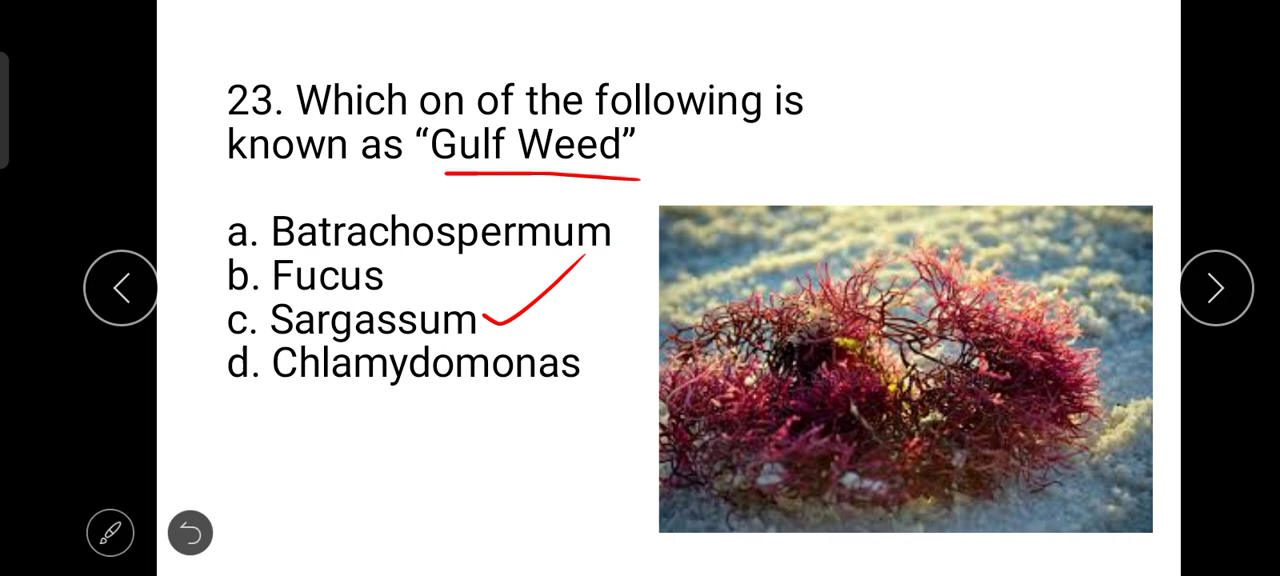 23. Which on of the following is
known as “Gulf Weed”
a. Batrachospermum
b. Fucus
c. Sargassum
d. Chlamydomonas